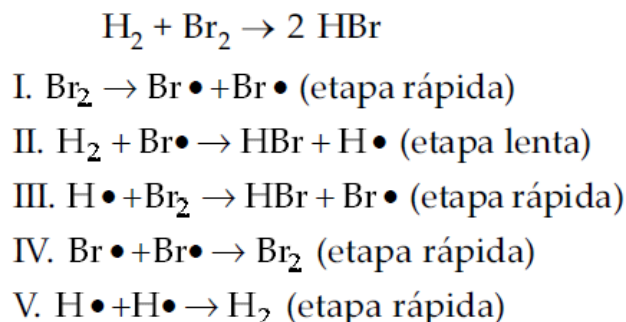 H₂ + Br₂ → 2 HBr
I. Br₂ → Br • +Br • (etapa rápida)
II. H₂ + Br• → HBr + H• (etapa lenta)
III. H • +Br₂ → HBr + Br • (etapa rápida)
IV. Br • +Br• → Br₂ (etapa rápida)
V. H • +H• → H₂ (etapa rápida)